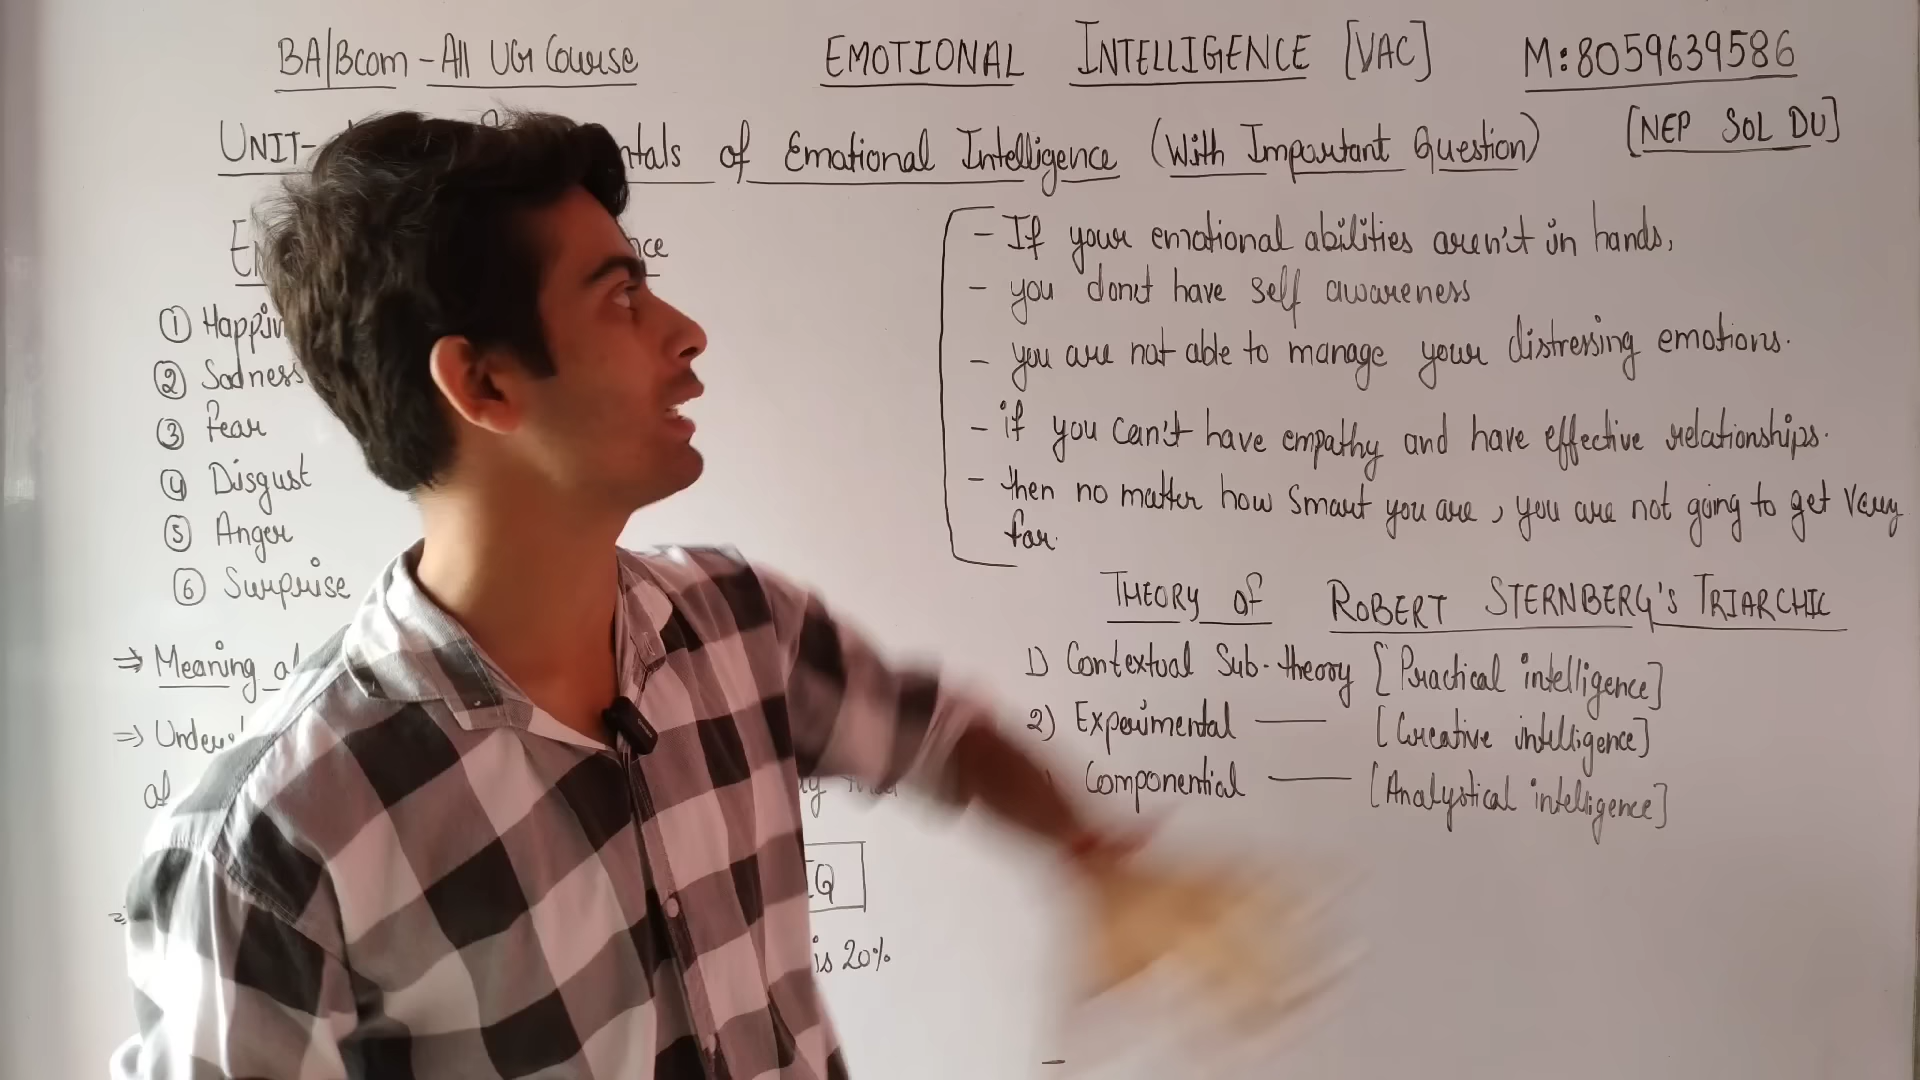 BA/Bcom - All UG Course
EMOTIONAL INTELLIGENCE [VAC]
M:8059639586
[NEP SOL DU]
UNIT- of Emotional Intelligence (With Important Question)
① Happin
② Sadness
③ Fear
④ Disgust
⑤ Anger
⑥ Surprise
⇒ Meaning of
⇒ Under
of
is 20%
- If your emotional abilities aren't in hands,
- you don't have self awareness
- you are not able to manage your distressing emotions.
- if you can't have empathy and have effective relationships.
- then no matter how smart you are, you are not going to get very
far.
THEORY of ROBERT STERNBERG'S TRIARCHIC
1) Contextual Sub-theory [Practical intelligence]
2) Experimental —— [Creative intelligence]
Componential —— [Analystical intelligence]